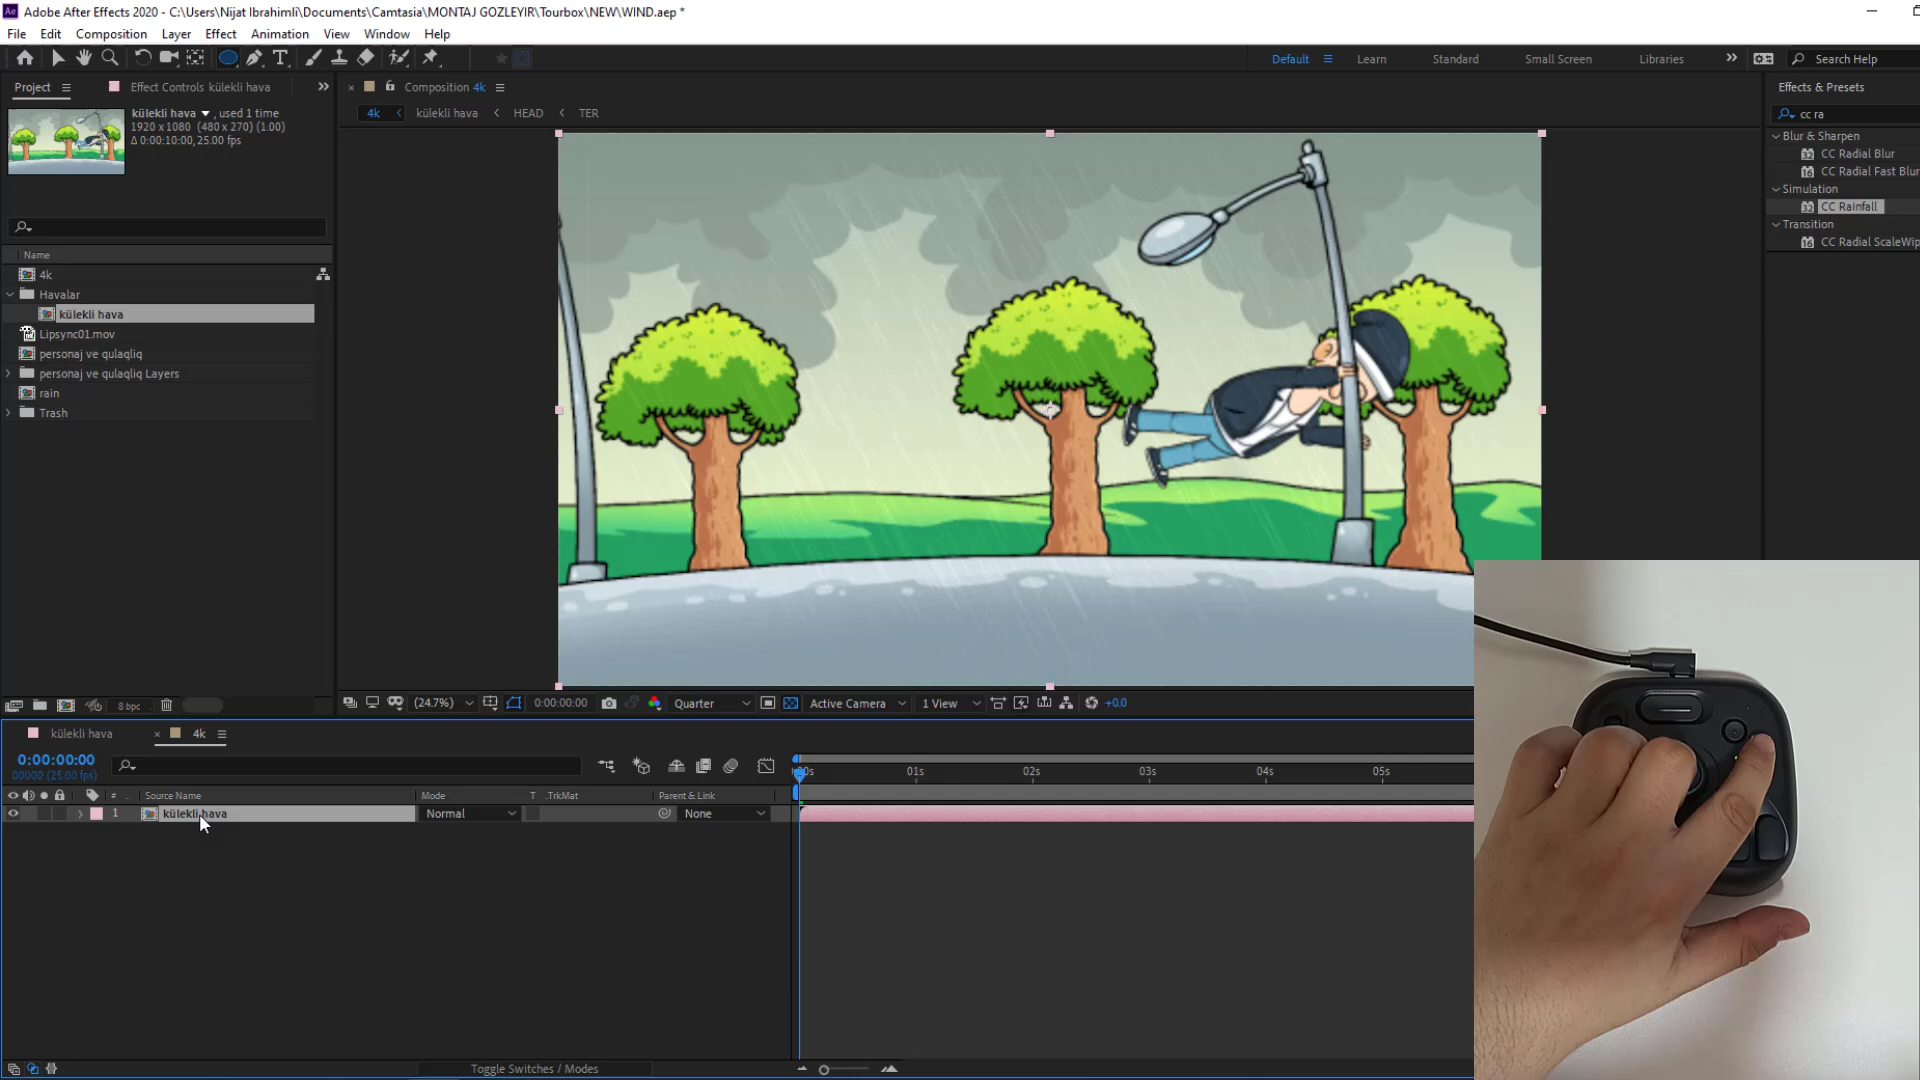 Adobe After Effects 2020 - C:\Users\Nijat Ibrahimli\Documents\Camtasia\MONTAJ GOZLEYIR\Tourbox\NEW\WIND.aep *
File Edit Composition Layer Effect Animation View Window Help
Default Learn Standard Small Screen Libraries Search Help
Project Effect Controls külekli hava
Composition 4k
Effects & Presets
külekli hava , used 1 time
1920 x 1080 (480 x 270) (1.00)
Δ 0:00:10:00, 25.00 fps)
4k külekli hava HEAD TER
cc ra
Blur & Sharpen
CC Radial Blur
CC Radial Fast Blur
Simulation
CC Rainfall
Transition
CC Radial ScaleWip
Name
4k
Havalar
külekli hava
Lipsync01.mov
personaj ve qulaqliq
personaj ve qulaqliq Layers
rain
Trash
8 bpc
(24.7%) 0:00:00:00 Quarter Active Camera 1 View +0.0
külekli hava 4k
0:00:00:00
00000 (25.00 fps)
:00s 01s 02s 03s 04s 05s
# Source Name Mode T .TrkMat Parent & Link
1 külekli hava Normal None
Toggle Switches / Modes